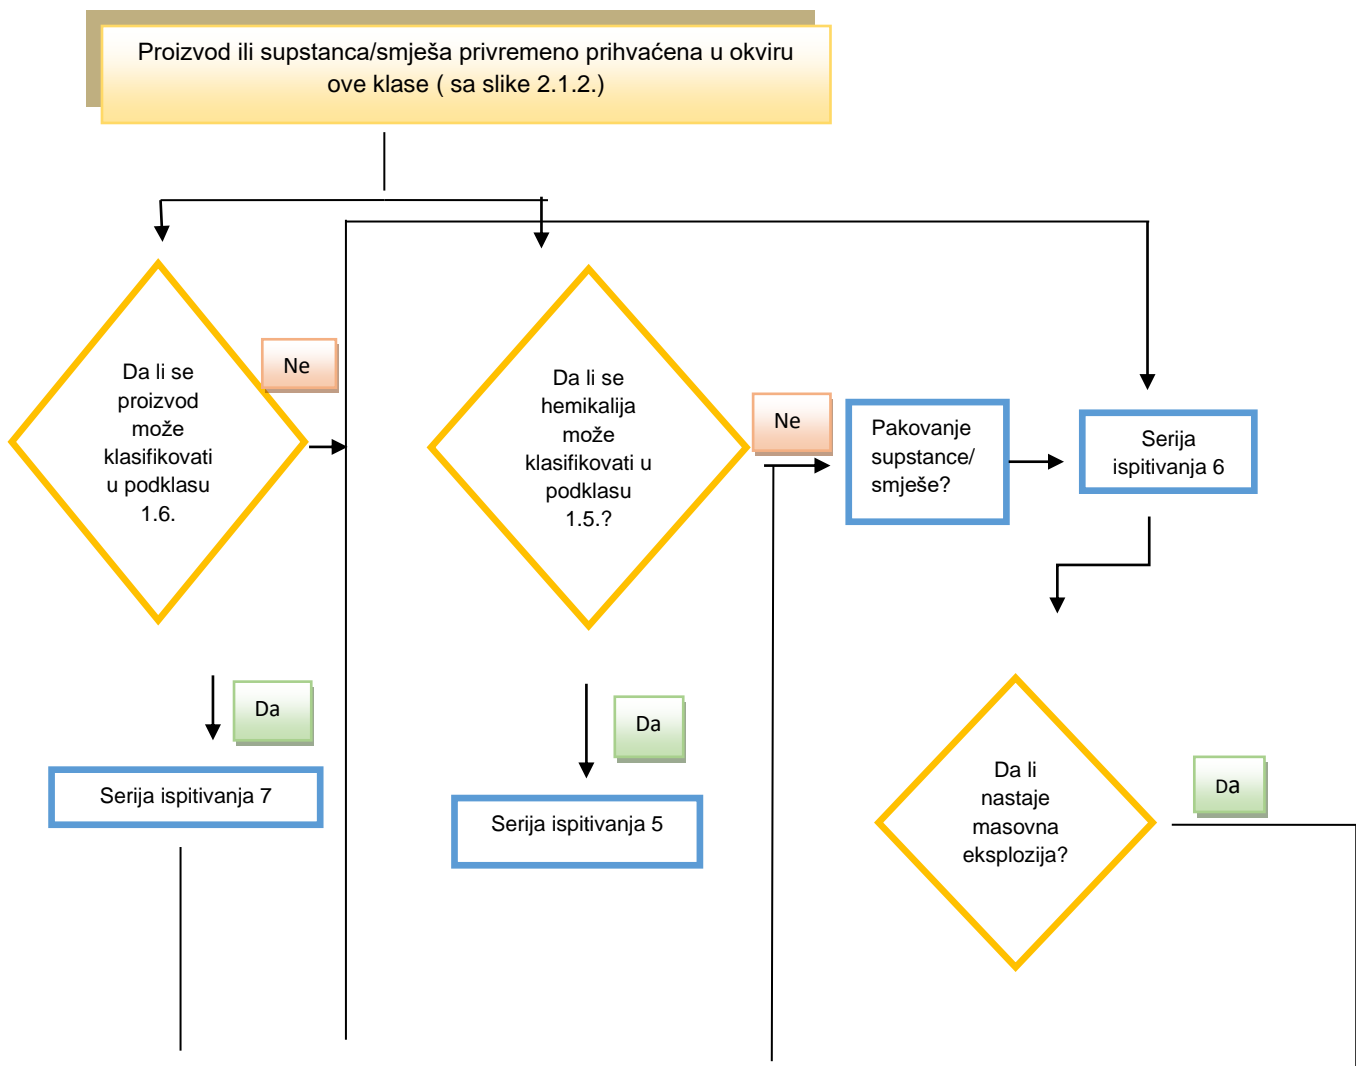 Proizvod ili supstanca/smješa privremeno prihvaćena u okviru
ove klase ( sa slike 2.1.2.)
Da li se
proizvod
može
klasifikovati
u podklasu
1.6.
Ne
Da li se
hemikalija
može
klasifikovati u
podklasu
1.5.?
Ne
Pakovanje
supstance/
smješe?
Serija
ispitivanja 6
Da
Serija ispitivanja 7
Da
Serija ispitivanja 5
Da li
nastaje
masovna
eksplozija?
Da